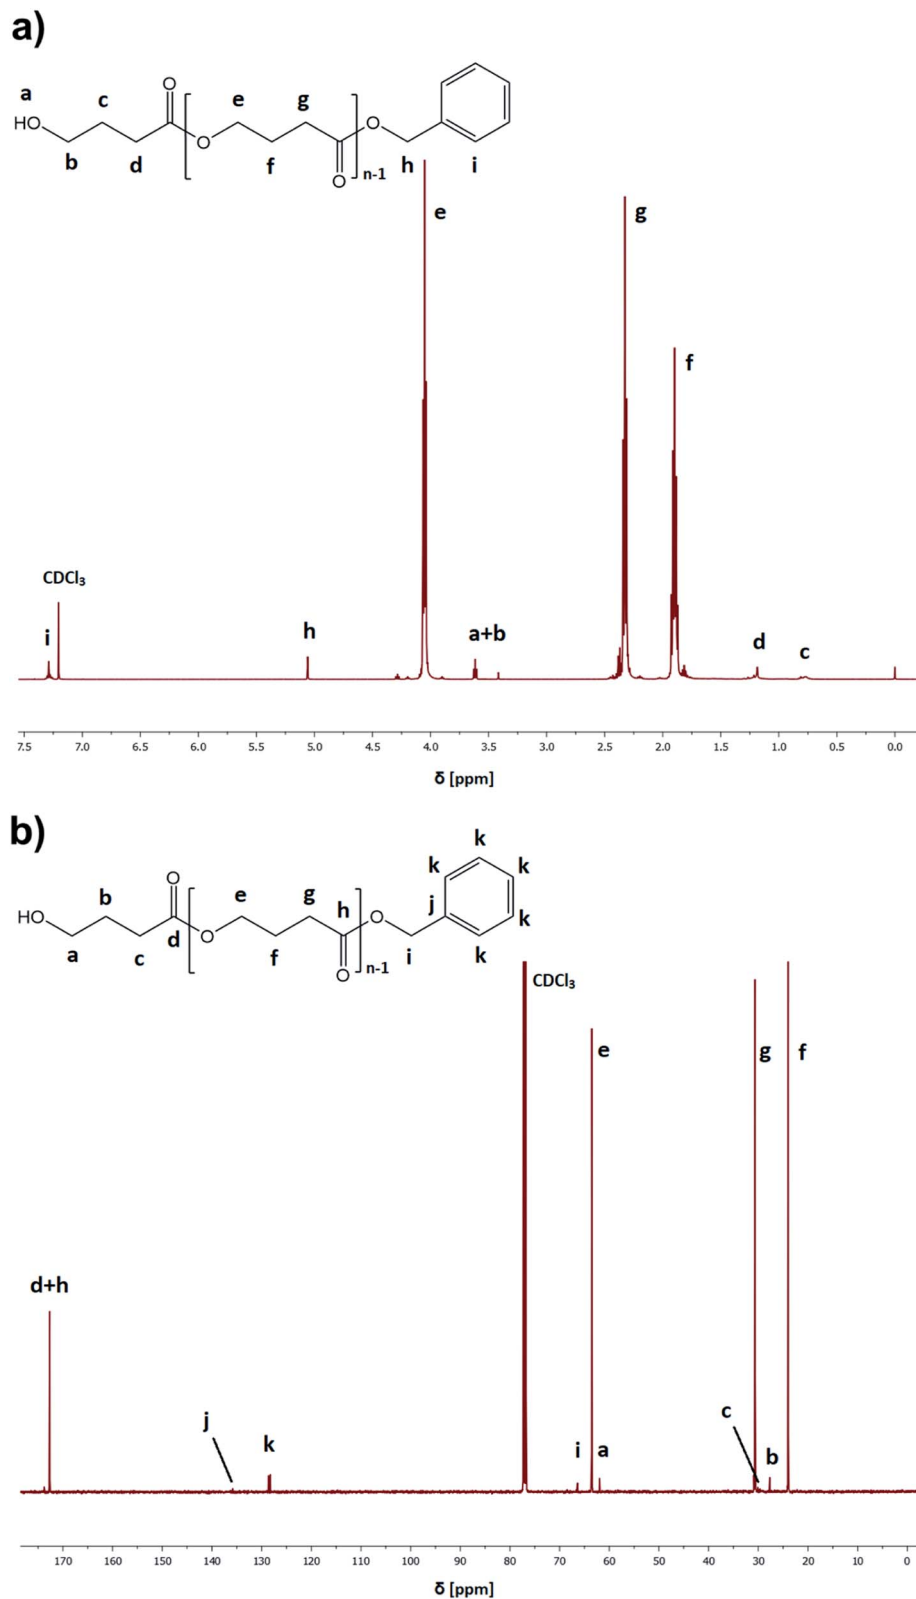 a)
a
c
O
e
g
HO
O
O
b
d
f
O
n-1
h
i
e
g
f
CDCl₃
i
h
a+b
d
c
7.5 7.0 6.5 6.0 5.5 5.0 4.5 4.0 3.5 3.0 2.5 2.0 1.5 1.0 0.5 0.0
δ [ppm]
b)
k
k
k
b
O
e
g
h
j
k
HO
O
O
a
c
d
f
O
n-1
i
k
CDCl₃
e
g
f
d+h
j
k
i
a
c
b
170 160 150 140 130 120 110 100 90 80 70 60 50 40 30 20 10 0
δ [ppm]